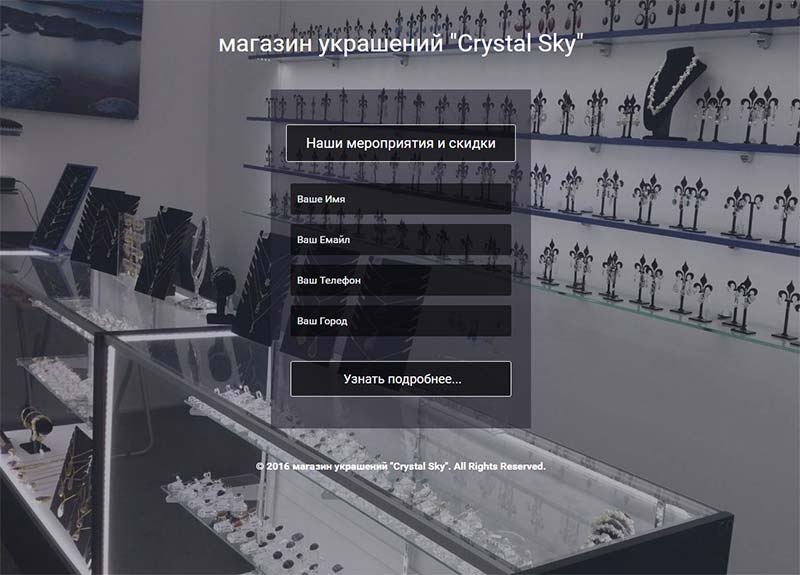 магазин украшений "Crystal Sky"
Наши мероприятия и скидки
Ваше Имя
Ваш Емайл
Ваш Телефон
Ваш Город
Узнать подробнее...
© 2016 магазин украшений "Crystal Sky". All Rights Reserved.